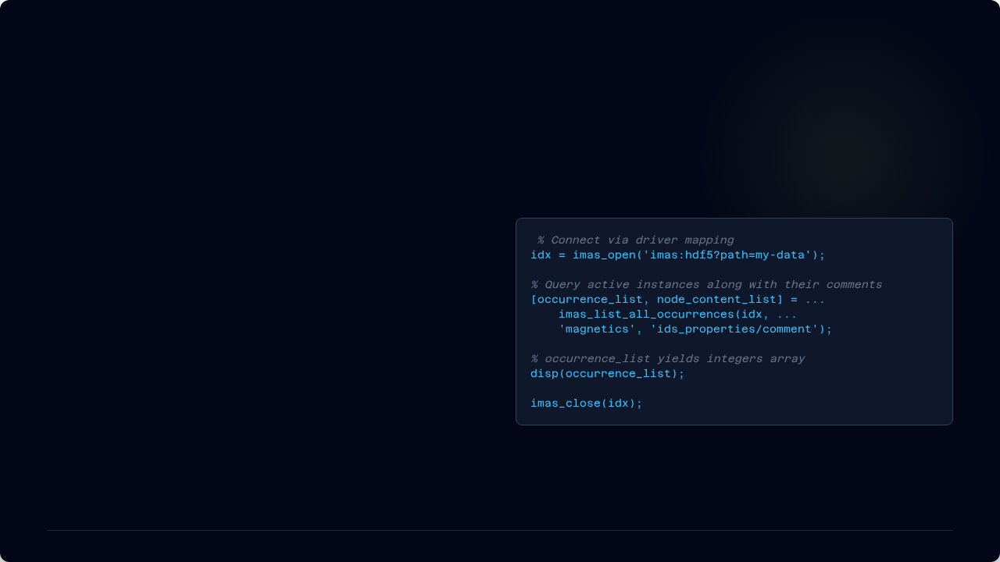 % Connect via driver mapping
idx = imas_open('imas:hdf5?path=my-data');
% Query active instances along with their comments
[occurrence_list, node_content_list] = ...
imas_list_all_occurrences(idx, ...
'magnetics', 'ids_properties/comment');
% occurrence_list yields integers array
disp(occurrence_list);
imas_close(idx);